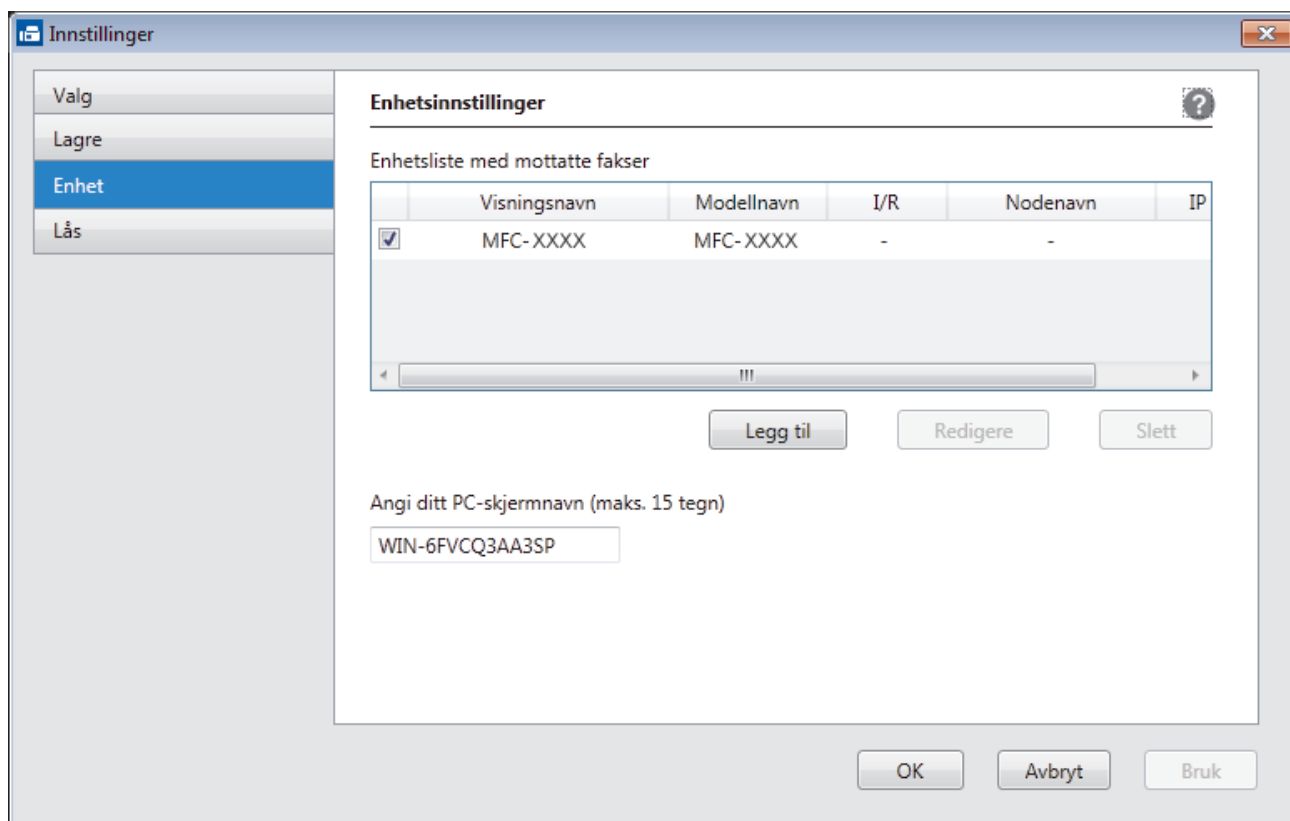 Innstillinger
Valg
Lagre
Enhet
Lås
Enhetsinnstillinger
?
Enhetsliste med mottatte fakser
Visningsnavn Modellnavn I/R Nodenavn IP
MFC-XXXX MFC-XXXX - -
Legg til Redigere Slett
Angi ditt PC-skjermnavn (maks. 15 tegn)
WIN-6FVCQ3AA3SP
OK Avbryt Bruk